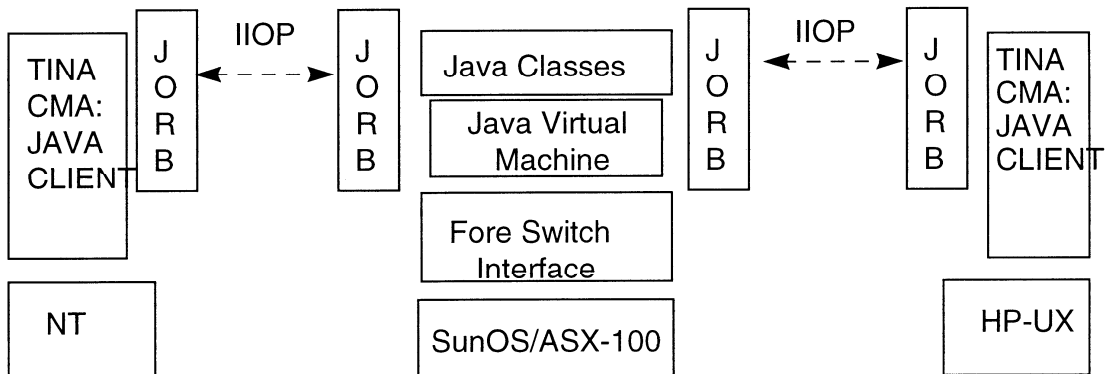 TINA
CMA:
JAVA
CLIENT
J
O
R
B
IIOP
J
O
R
B
Java Classes
Java Virtual
Machine
Fore Switch
Interface
J
O
R
B
IIOP
J
O
R
B
TINA
CMA:
JAVA
CLIENT
NT
SunOS/ASX-100
HP-UX